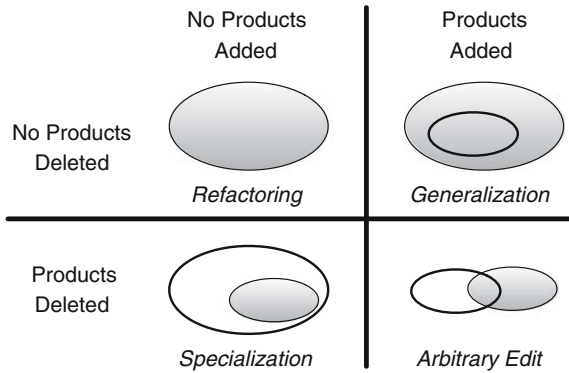 No Products
Added
Products
Added
No Products
Deleted
Refactoring
Generalization
Products
Deleted
Specialization
Arbitrary Edit